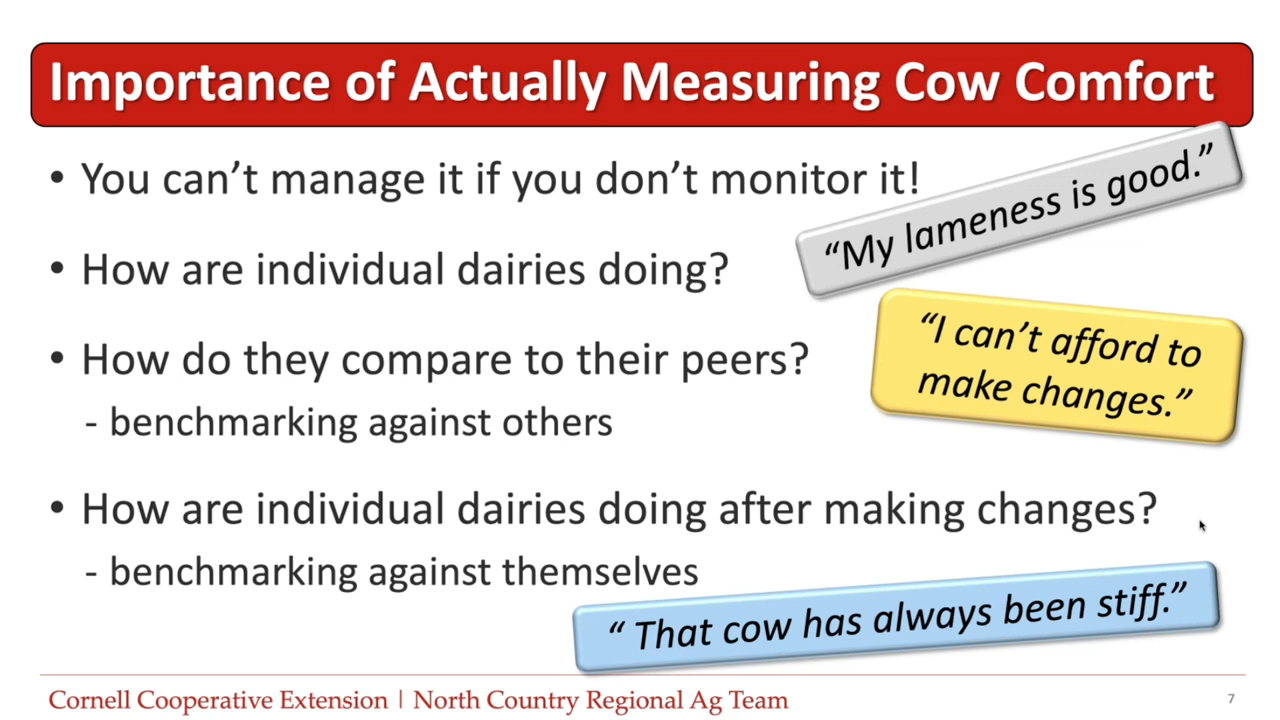 Importance of Actually Measuring Cow Comfort
• You can’t manage it if you don’t monitor it!
“My lameness is good.”
• How are individual dairies doing?
“I can’t afford to
make changes.”
• How do they compare to their peers?
- benchmarking against others
• How are individual dairies doing after making changes?
- benchmarking against themselves
“ That cow has always been stiff.”
Cornell Cooperative Extension | North Country Regional Ag Team
7